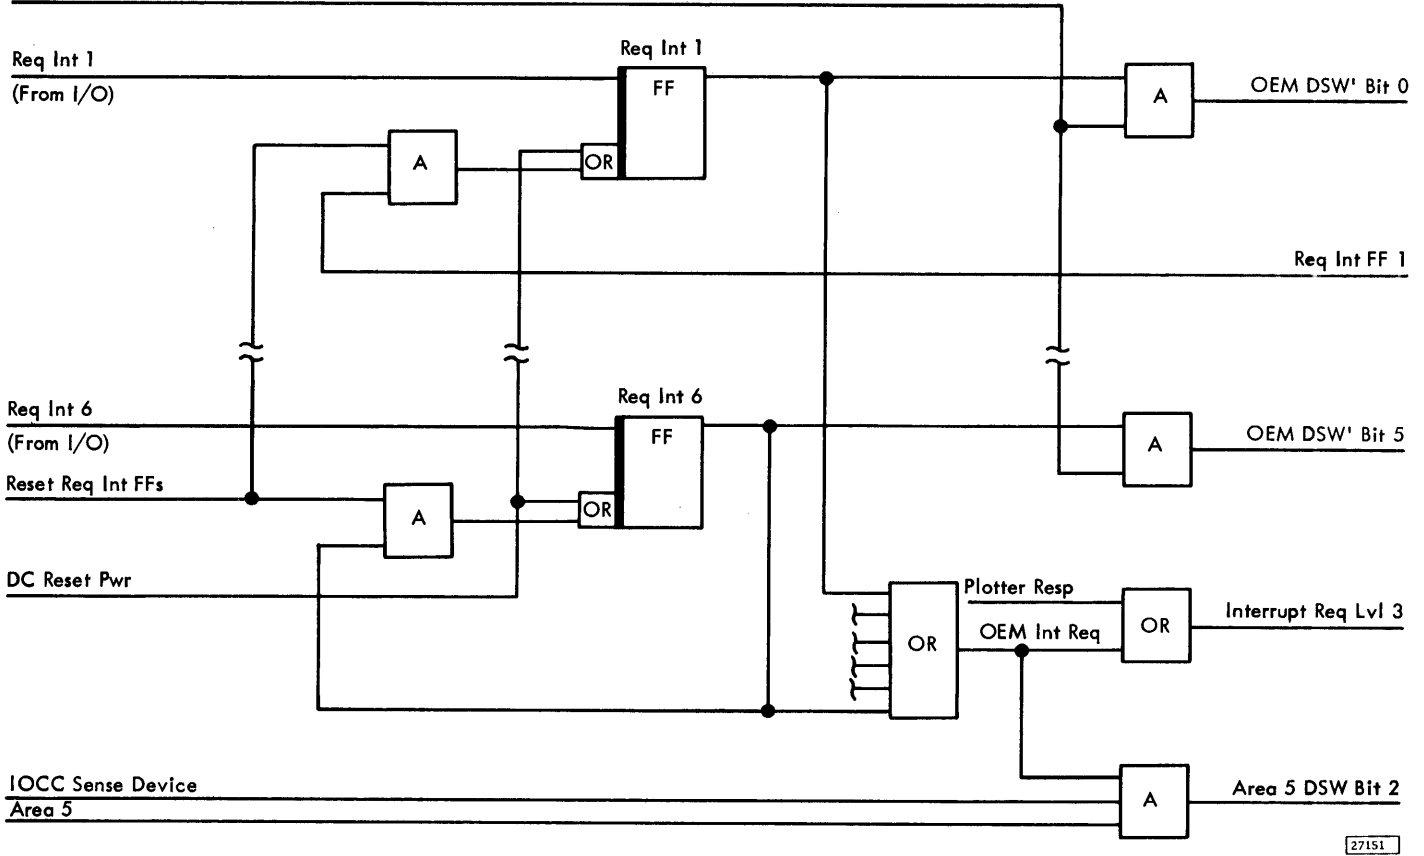 Req Int 1
Req Int 1
(From I/O)
FF
A
OEM DSW' Bit 0
A
OR
Req Int FF 1
Req Int 6
Req Int 6
(From I/O)
FF
A
OEM DSW' Bit 5
Reset Req Int FFs
A
OR
DC Reset Pwr
Plotter Resp
OR
OEM Int Req
OR
Interrupt Req Lvl 3
IOCC Sense Device
Area 5
A
Area 5 DSW Bit 2
27151